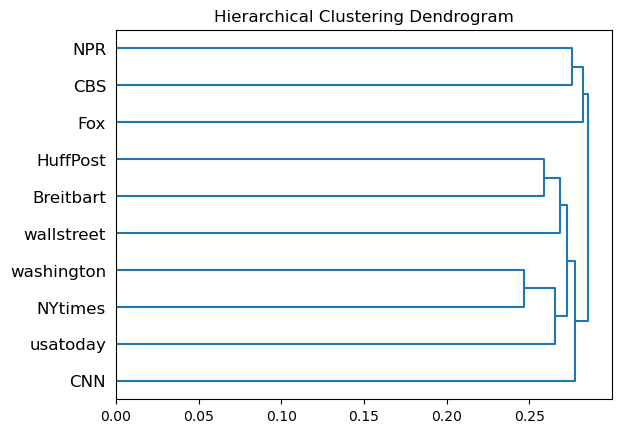 Hierarchical Clustering Dendrogram
NPR
CBS
Fox
HuffPost
Breitbart
wallstreet
washington
NYtimes
usatoday
CNN
0.00 0.05 0.10 0.15 0.20 0.25